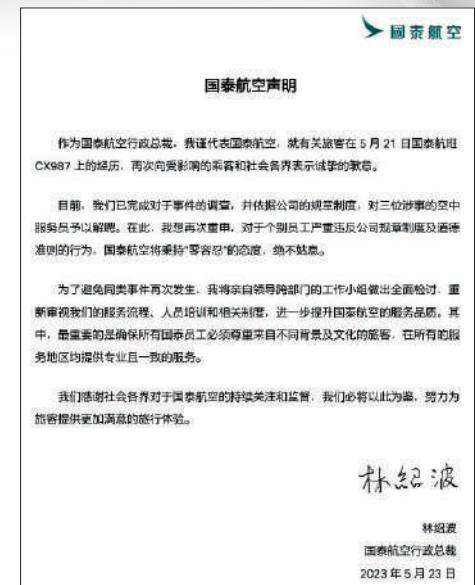 國泰航空
国泰航空声明
作为国泰航空行政总裁，我谨代表国泰航空，就有关旅客在 5 月 21 日国泰航班
CX987 上的经历，再次向受影响的乘客和社会各界表示诚挚的歉意。
目前，我们已完成对于事件的调查，并依据公司的规章制度，对三位涉事的空中
服务员予以解聘。在此，我想再次重申，对于个别员工严重违反公司规章制度及道德
准则的行为，国泰航空将秉持“零容忍”的态度，绝不姑息。
为了避免同类事件再次发生，我将亲自领导跨部门的工作小组做出全面检讨，重
新审视我们的服务流程、人员培训和相关制度，进一步提升国泰航空的服务品质。其
中，最重要的是确保所有国泰员工必须尊重来自不同背景及文化的旅客，在所有的服
务地区均提供专业且一致的服务。
我们感谢社会各界对于国泰航空的持续关注和监督，我们必将以此为鉴，努力为
旅客提供更加满意的旅行体验。
林紹波
林绍波
国泰航空行政总裁
2023 年 5 月 23 日